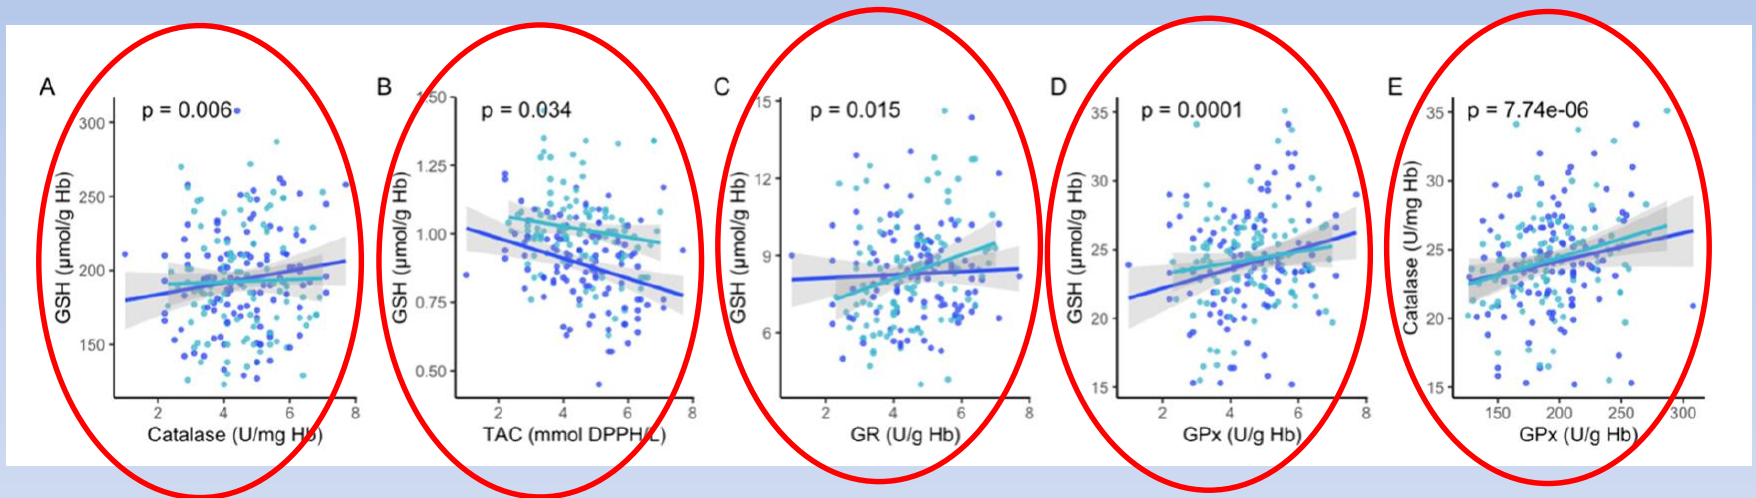 A
p = 0.006
GSH (µmol/g Hb)
300
250
200
150
2 4 6 8
Catalase (U/mg Hb)
B
p = 0.034
GSH (µmol/g Hb)
1.50
1.25
1.00
0.75
0.50
2 4 6 8
TAC (mmol DPPH/L)
C
p = 0.015
GSH (µmol/g Hb)
15
12
9
6
2 4 6 8
GR (U/g Hb)
D
p = 0.0001
GSH (µmol/g Hb)
35
30
25
20
15
2 4 6 8
GPx (U/g Hb)
E
p = 7.74e-06
Catalase (U/mg Hb)
35
30
25
20
15
150 200 250 300
GPx (U/g Hb)